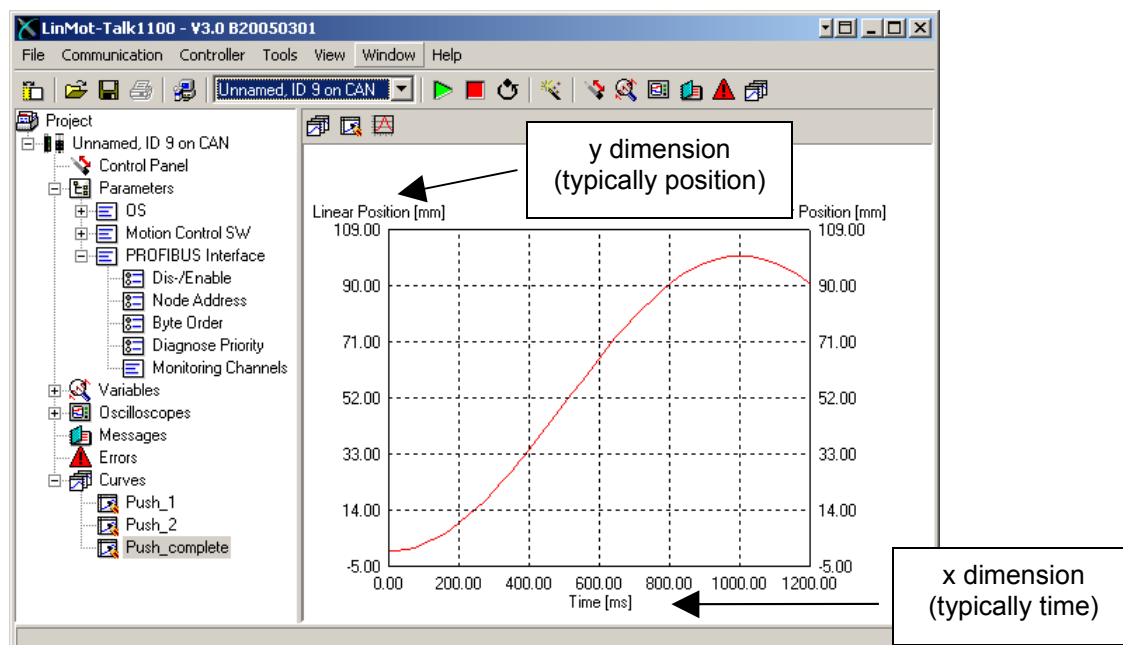 LinMot-Talk1100 - V3.0 B20050301
File Communication Controller Tools View Window Help
Unnamed, ID 9 on CAN
Project
Unnamed, ID 9 on CAN
Control Panel
Parameters
OS
Motion Control SW
PROFIBUS Interface
Dis-/Enable
Node Address
Byte Order
Diagnose Priority
Monitoring Channels
Variables
Oscilloscopes
Messages
Errors
Curves
Push_1
Push_2
Push_complete
y dimension
(typically position)
Linear Position [mm]
Position [mm]
109.00 109.00
90.00 90.00
71.00 71.00
52.00 52.00
33.00 33.00
14.00 14.00
-5.00 -5.00
0.00 200.00 400.00 600.00 800.00 1000.00 1200.00
Time [ms]
x dimension
(typically time)